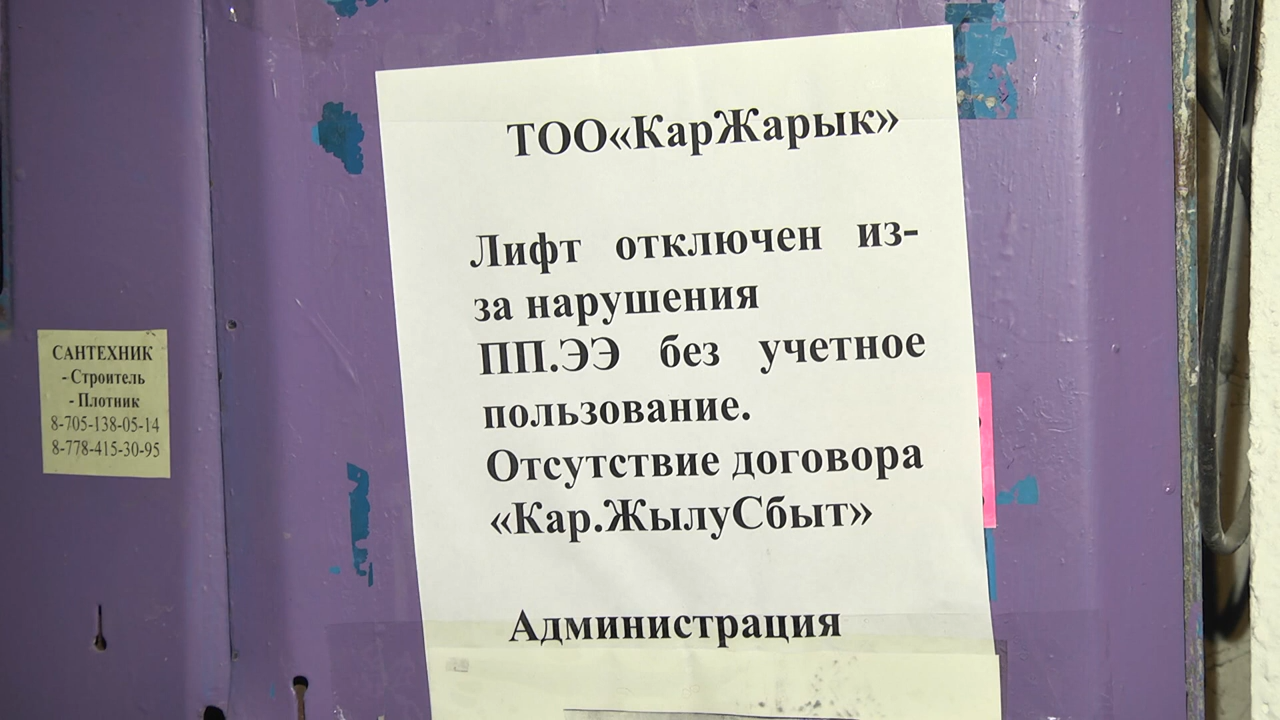 ТОО«КарЖарык»
Лифт отключен из-
за нарушения
ПП.ЭЭ без учетное
пользование.
Отсутствие договора
«Кар.ЖылуСбыт»
Администрация
САНТЕХНИК
- Строитель
- Плотник
8-705-138-05-14
8-778-415-30-95